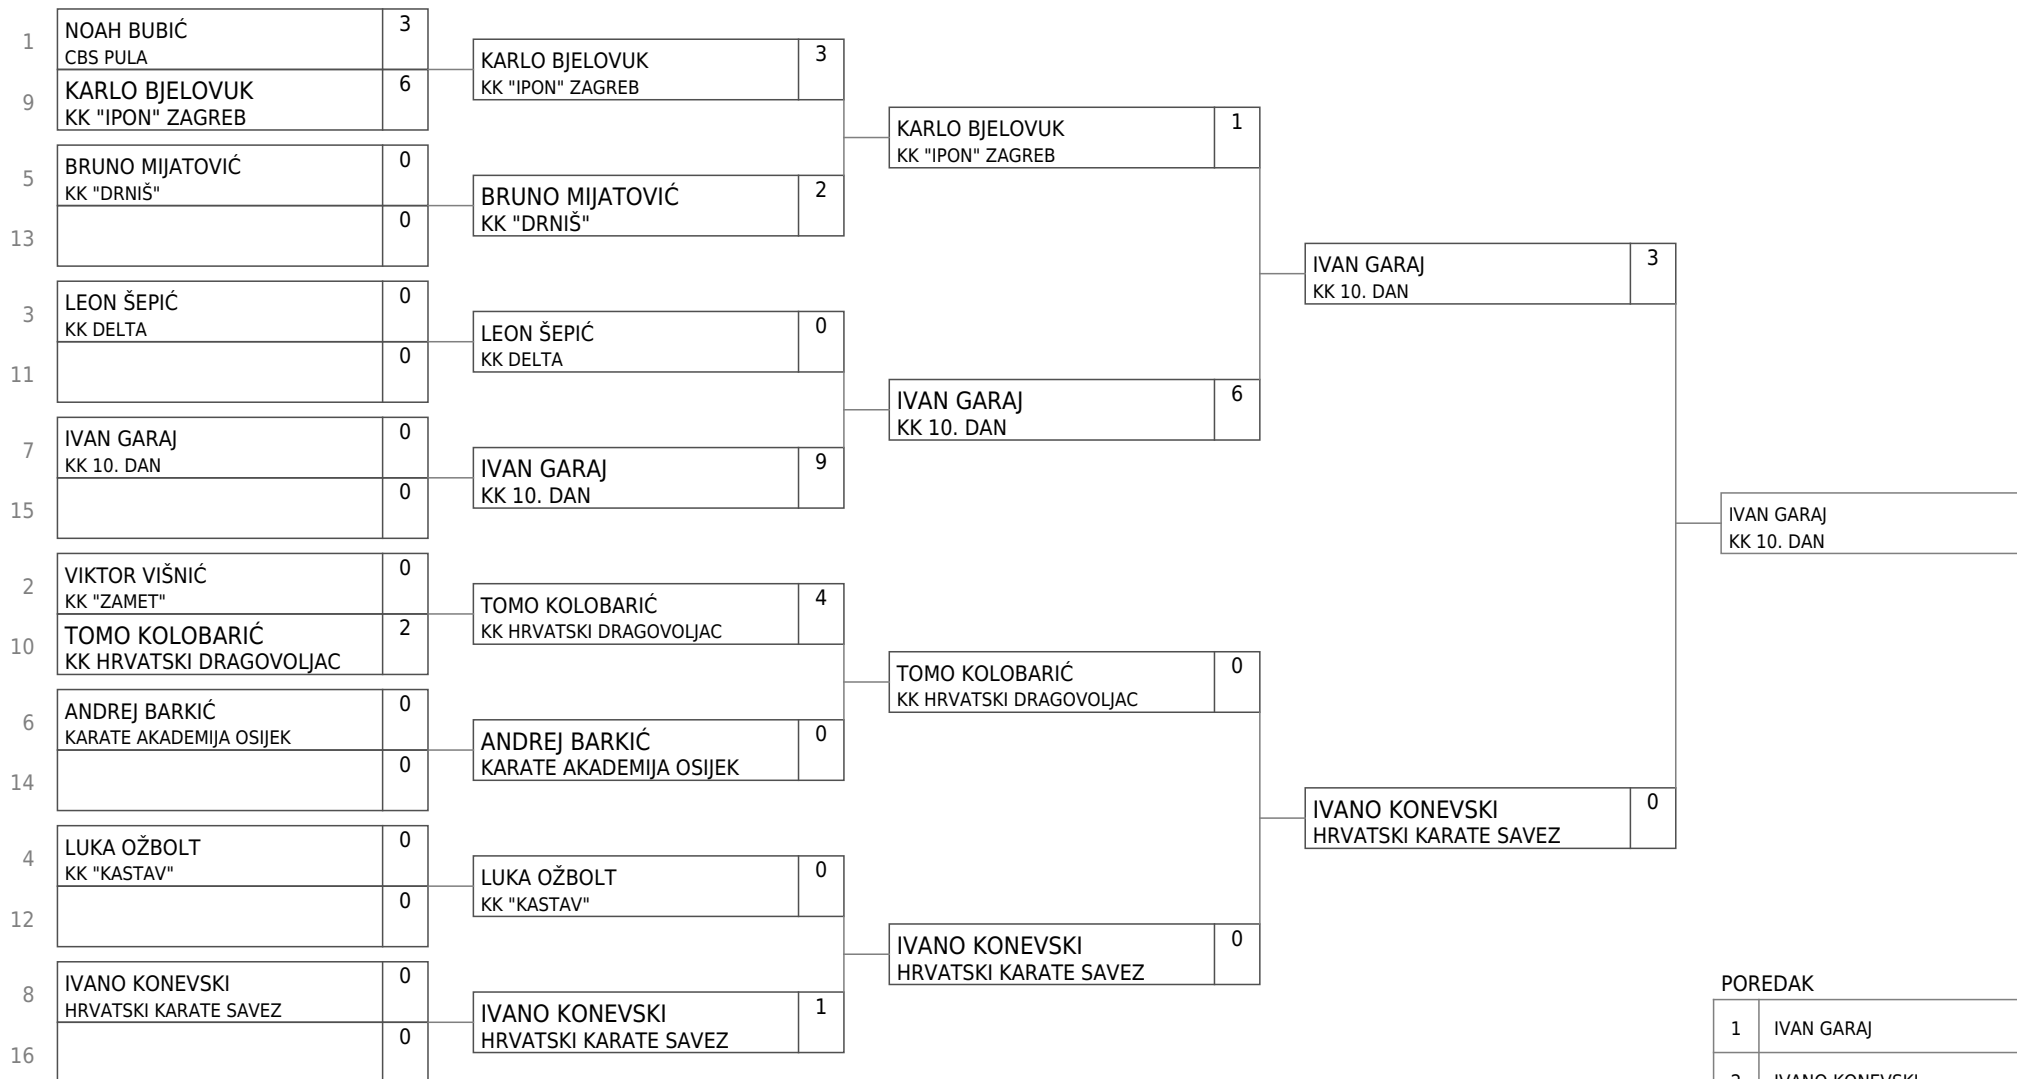 1
NOAH BUBIĆ
CBS PULA
3
9
KARLO BJELOVUK
KK "IPON" ZAGREB
6
5
BRUNO MIJATOVIĆ
KK "DRNIŠ"
0
13
0
3
LEON ŠEPIĆ
KK DELTA
0
11
0
7
IVAN GARAJ
KK 10. DAN
0
15
0
2
VIKTOR VIŠNIĆ
KK "ZAMET"
0
10
TOMO KOLOBARIĆ
KK HRVATSKI DRAGOVOLJAC
2
6
ANDREJ BARKIĆ
KARATE AKADEMIJA OSIJEK
0
14
0
4
LUKA OŽBOLT
KK "KASTAV"
0
12
0
8
IVANO KONEVSKI
HRVATSKI KARATE SAVEZ
0
16
0
KARLO BJELOVUK
KK "IPON" ZAGREB
3
BRUNO MIJATOVIĆ
KK "DRNIŠ"
2
LEON ŠEPIĆ
KK DELTA
0
IVAN GARAJ
KK 10. DAN
9
TOMO KOLOBARIĆ
KK HRVATSKI DRAGOVOLJAC
4
ANDREJ BARKIĆ
KARATE AKADEMIJA OSIJEK
0
LUKA OŽBOLT
KK "KASTAV"
0
IVANO KONEVSKI
HRVATSKI KARATE SAVEZ
1
KARLO BJELOVUK
KK "IPON" ZAGREB
1
IVAN GARAJ
KK 10. DAN
6
TOMO KOLOBARIĆ
KK HRVATSKI DRAGOVOLJAC
0
IVANO KONEVSKI
HRVATSKI KARATE SAVEZ
0
IVAN GARAJ
KK 10. DAN
3
IVANO KONEVSKI
HRVATSKI KARATE SAVEZ
0
IVAN GARAJ
KK 10. DAN
POREDAK
1 IVAN GARAJ
2 IVANO KONEVSKI